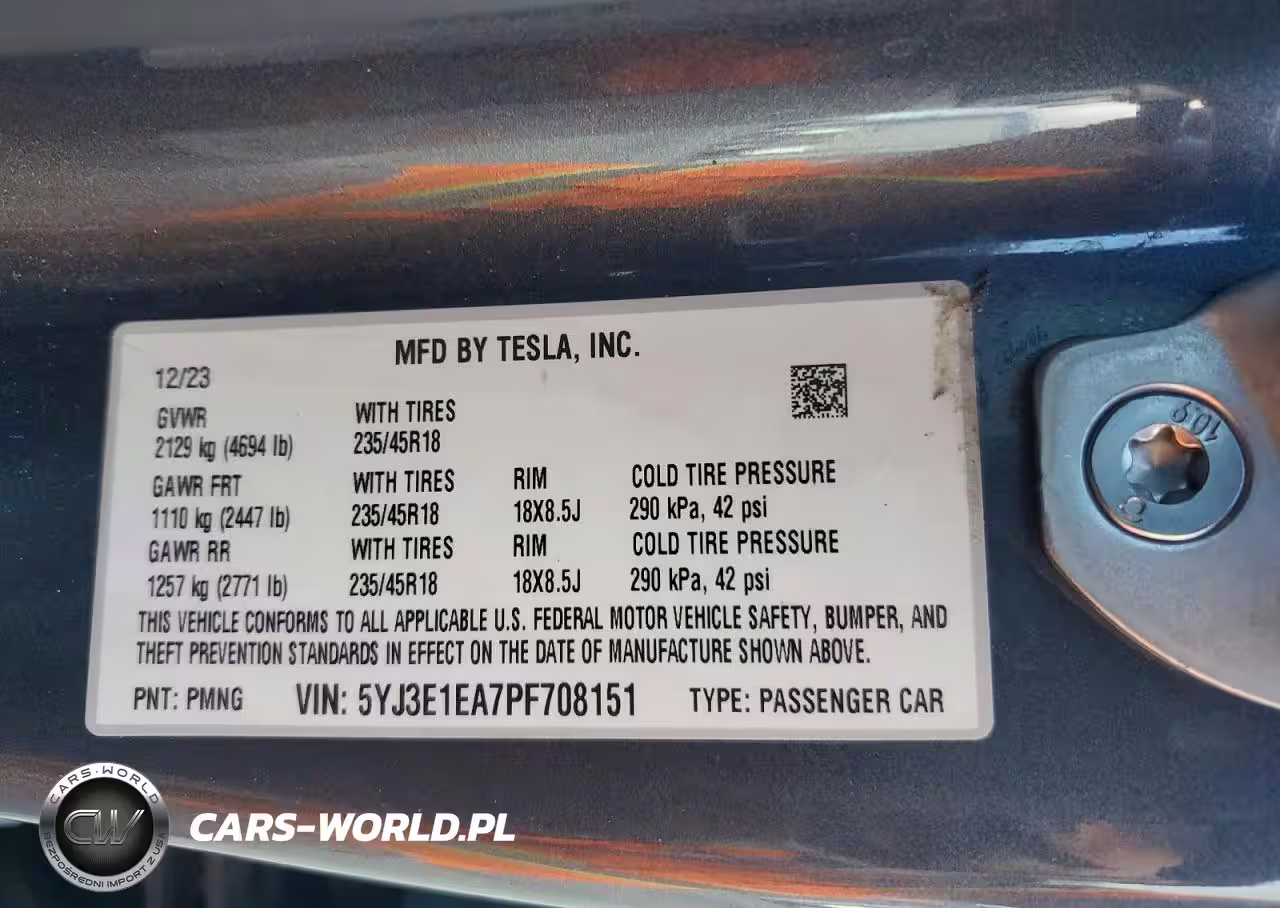 MFD BY TESLA, INC.
12/23
GVWR WITH TIRES
2129 kg (4694 lb) 235/45R18
GAWR FRT WITH TIRES RIM COLD TIRE PRESSURE
1110 kg (2447 lb) 235/45R18 18X8.5J 290 kPa, 42 psi
GAWR RR WITH TIRES RIM COLD TIRE PRESSURE
1257 kg (2771 lb) 235/45R18 18X8.5J 290 kPa, 42 psi
THIS VEHICLE CONFORMS TO ALL APPLICABLE U.S. FEDERAL MOTOR VEHICLE SAFETY, BUMPER, AND
THEFT PREVENTION STANDARDS IN EFFECT ON THE DATE OF MANUFACTURE SHOWN ABOVE.
PNT: PMNG VIN: 5YJ3E1EA7PF708151 TYPE: PASSENGER CAR
10.9
CARS-WORLD
CW
BEZPOŚREDNI IMPORT Z USA
CARS-WORLD.PL